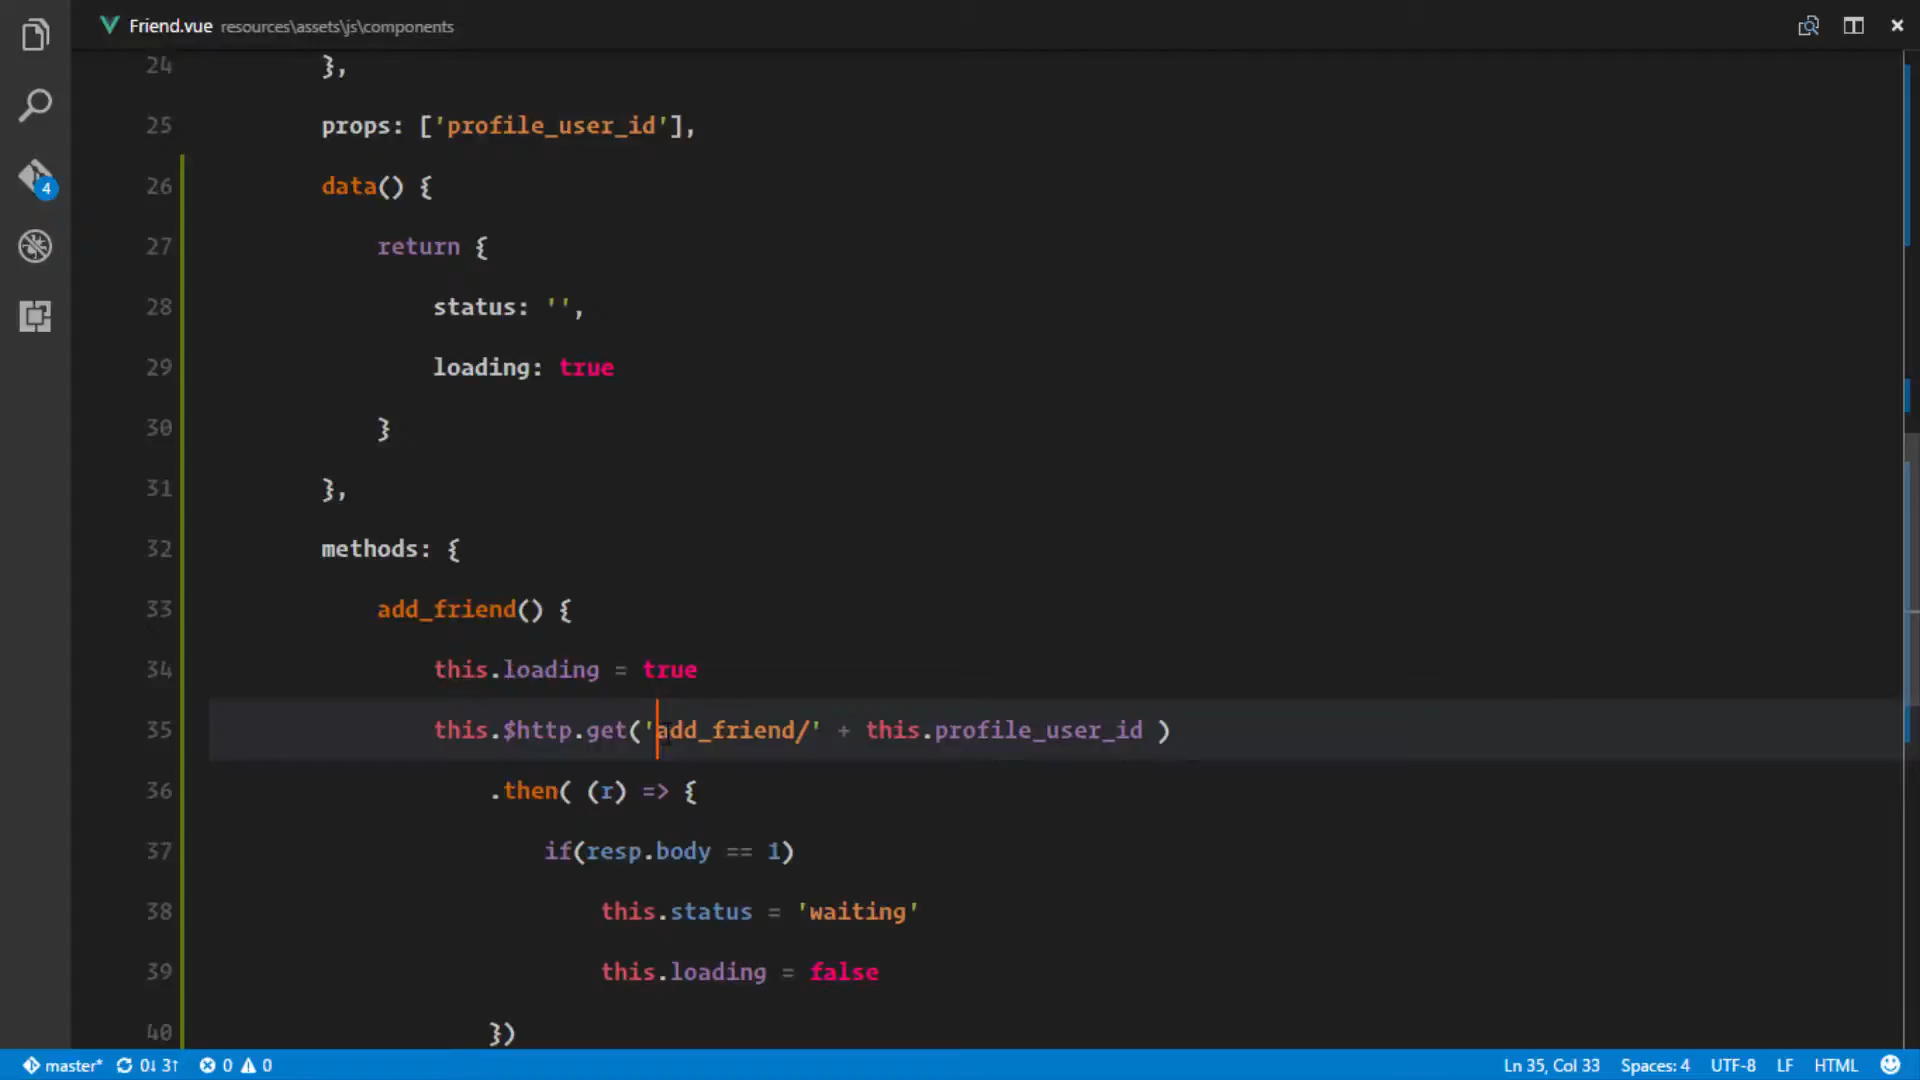 Friend.vue resources\assets\js\components
24 },
25 props: ['profile_user_id'],
26 data() {
27 return {
28 status: '',
29 loading: true
30 }
31 },
32 methods: {
33 add_friend() {
34 this.loading = true
35 this.$http.get('add_friend/' + this.profile_user_id )
36 .then( (r) => {
37 if(resp.body == 1)
38 this.status = 'waiting'
39 this.loading = false
40 })
4
master* 0↓ 3↑ 0 0 Ln 35, Col 33 Spaces: 4 UTF-8 LF HTML